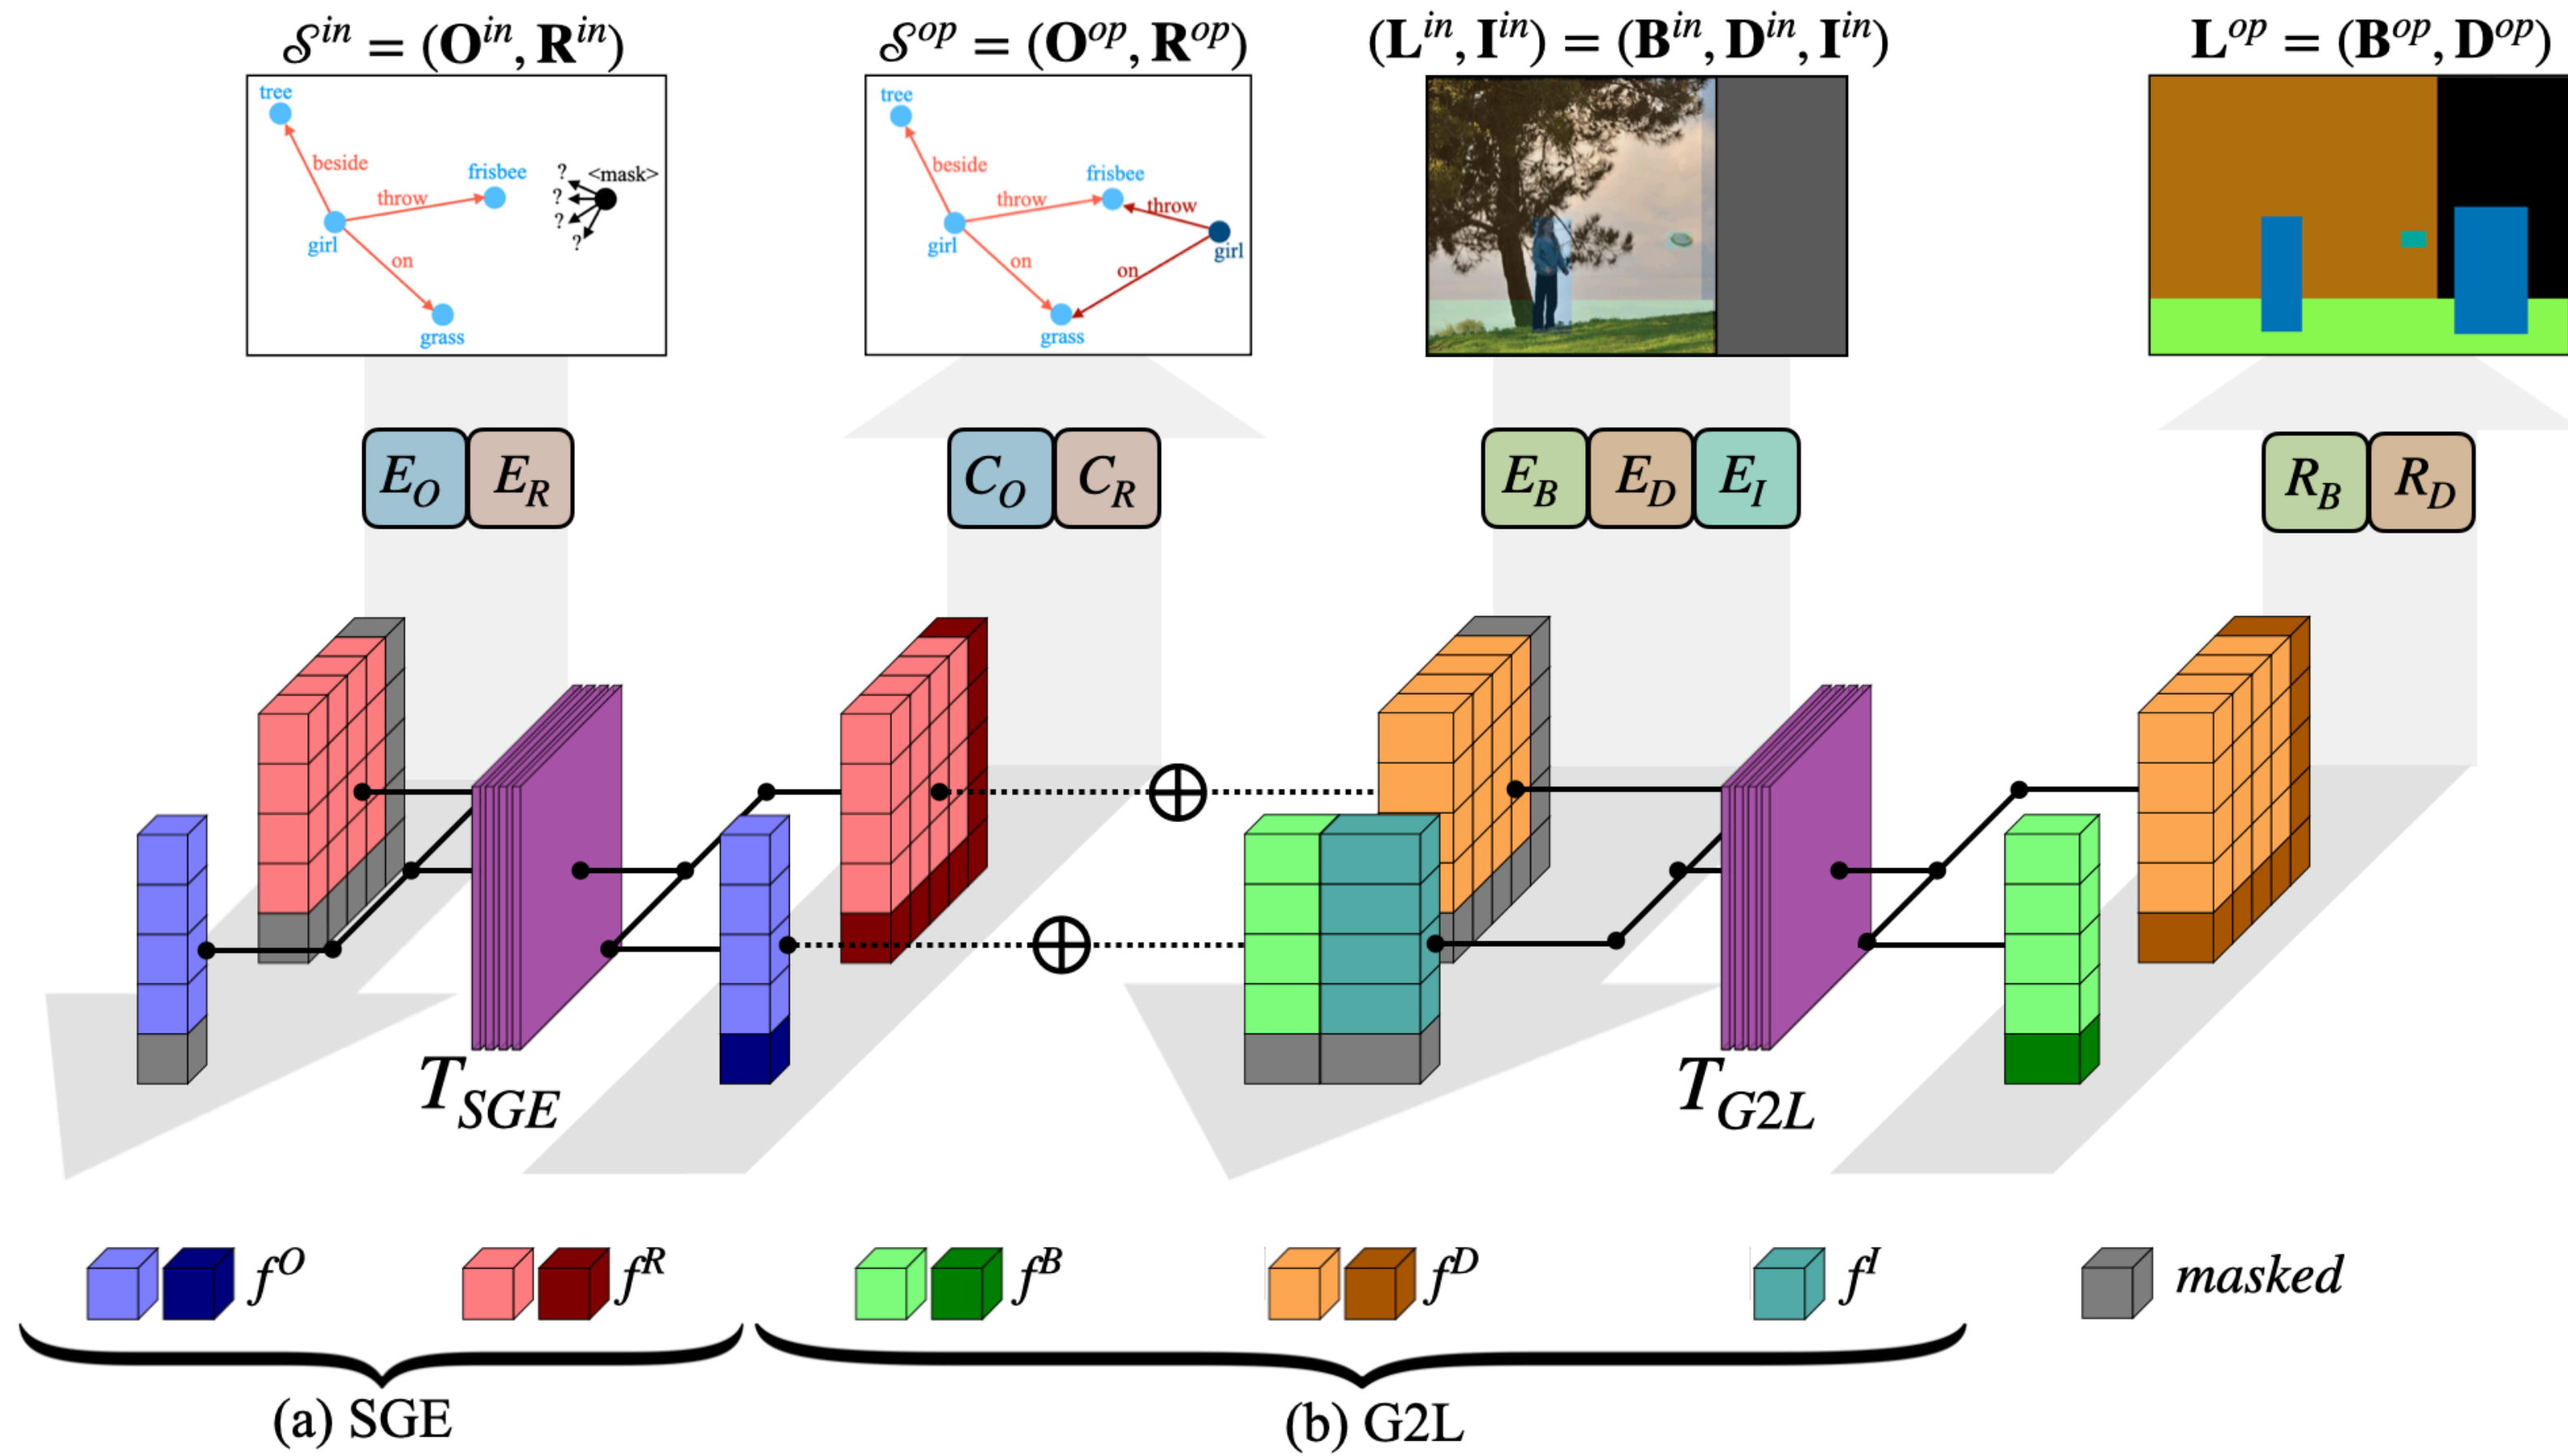 𝒮^in = (O^in, R^in)
𝒮^op = (O^op, R^op)
(L^in, I^in) = (B^in, D^in, I^in)
L^op = (B^op, D^op)
tree
beside
throw
frisbee
girl
on
grass
<mask>
?
?
?
?
tree
beside
throw
frisbee
throw
girl
girl
on
on
grass
E_O E_R
C_O C_R
E_B E_D E_I
R_B R_D
T_SGE
T_G2L
f^O
f^R
f^B
f^D
f^I
masked
(a) SGE
(b) G2L